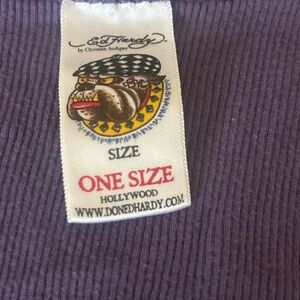 Ed Hardy
by Christian Audigier
SIZE
ONE SIZE
HOLLYWOOD
WWW.DONEDHARDY.COM